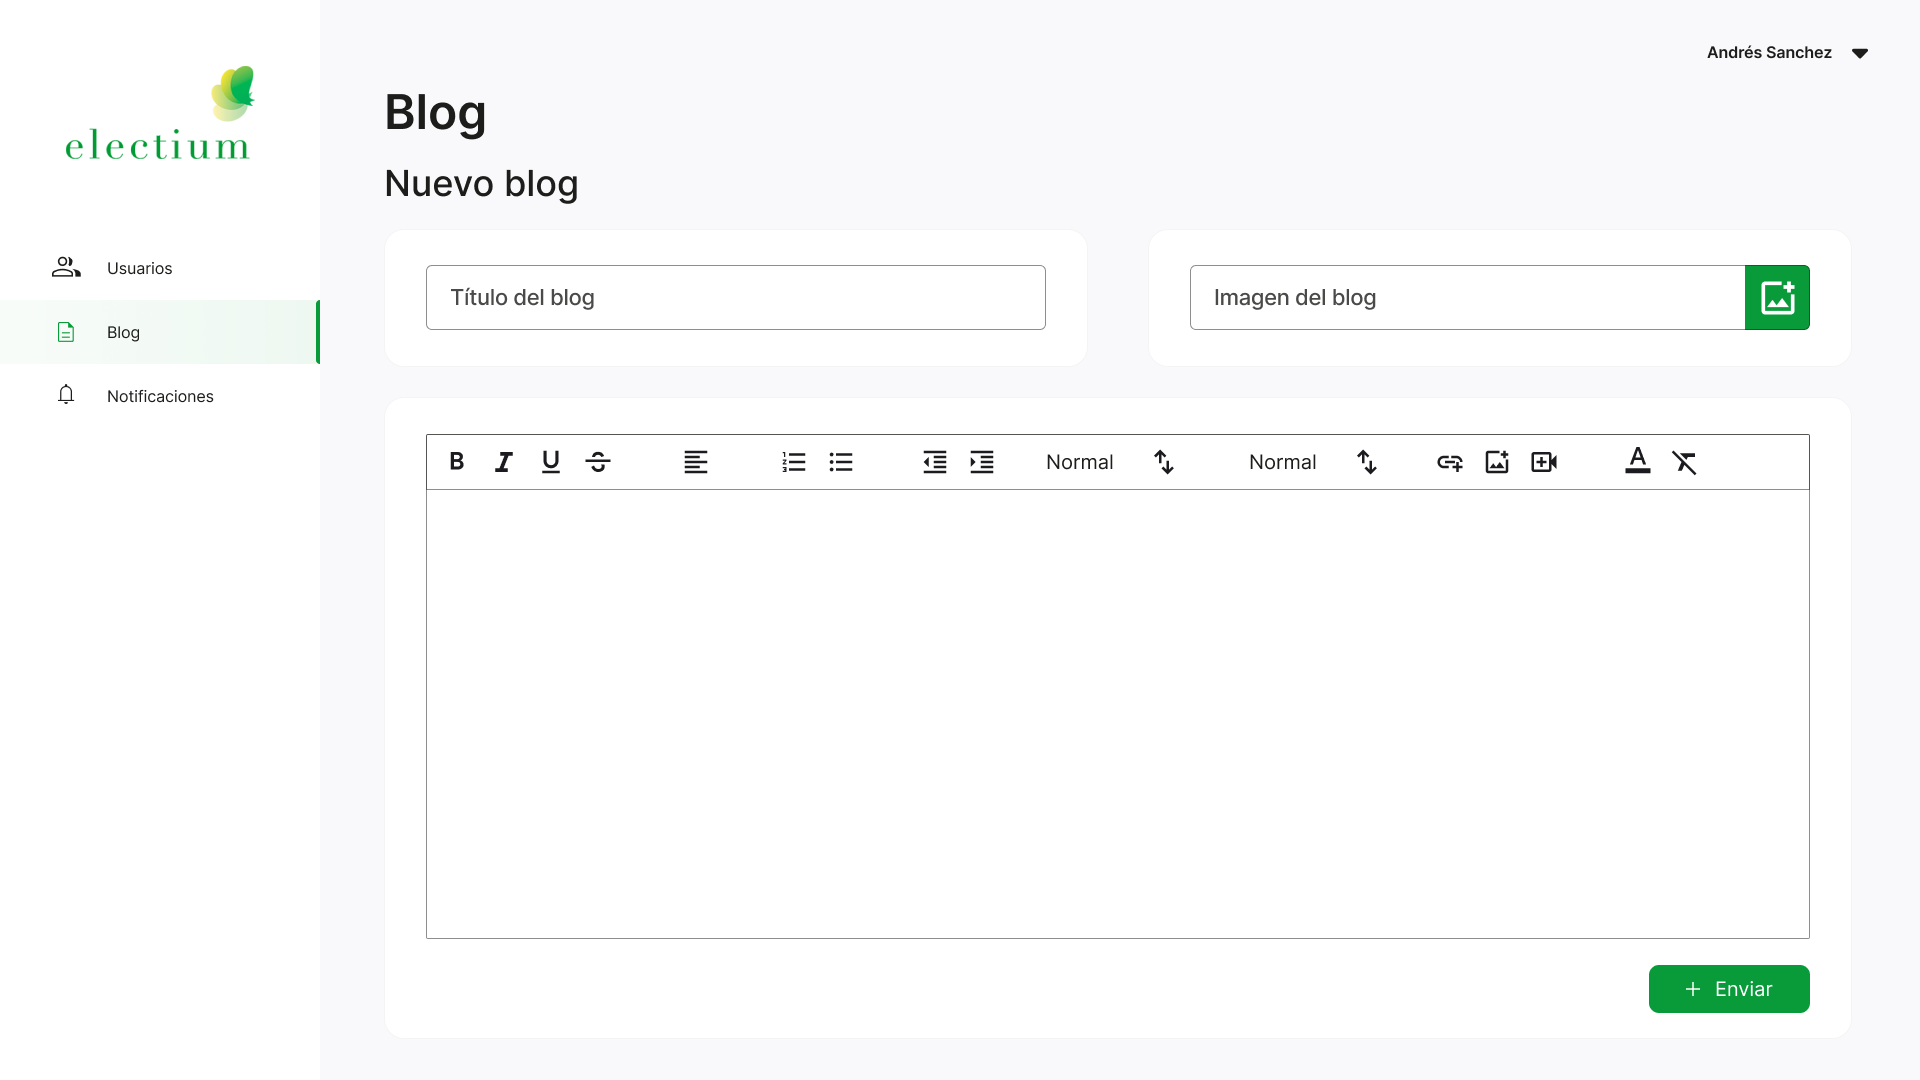 electium
Usuarios
Blog
Notificaciones
Andrés Sanchez
Blog
Nuevo blog
Título del blog
Imagen del blog
Normal
Normal
Enviar